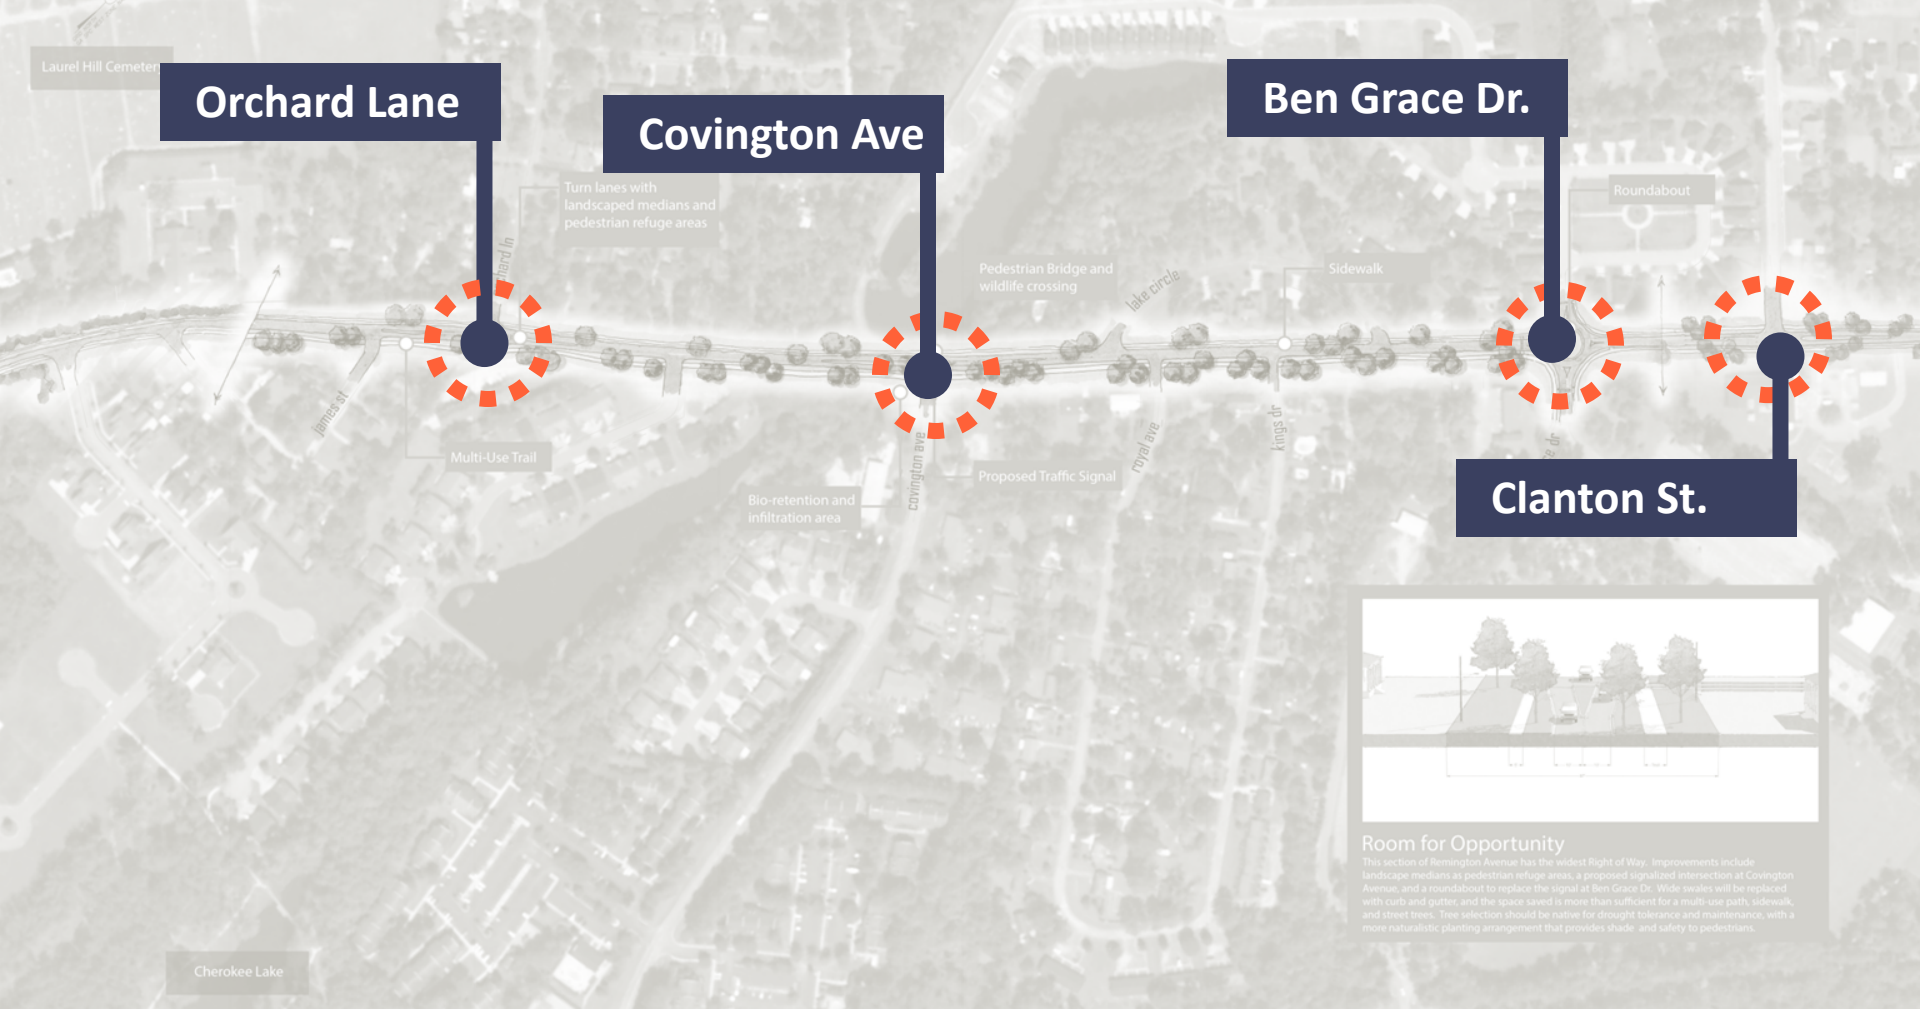 Laurel Hill Cemeter
Orchard Lane
Covington Ave
Ben Grace Dr.
Turn lanes with
landscaped medians and
pedestrian refuge areas
Roundabout
hard ln
Pedestrian Bridge and
wildlife crossing
lake circle
Sidewalk
james st
Multi-Use Trail
covington ave
Proposed Traffic Signal
royal ave
kings dr
ce dr
Bio-retention and
infiltration area
Clanton St.
Room for Opportunity
This section of Remington Avenue has the widest Right of Way. Improvements include
landscape medians as pedestrian refuge areas, a proposed signalized intersection at Covington
Avenue, and a roundabout to replace the signal at Ben Grace Dr. Wide swales will be replaced
with curb and gutter, and the space saved is more than sufficient for a multi-use path, sidewalk,
and street trees. Tree selection should be native for drought tolerance and maintenance, with a
more naturalistic planting arrangement that provides shade and safety to pedestrians.
Cherokee Lake